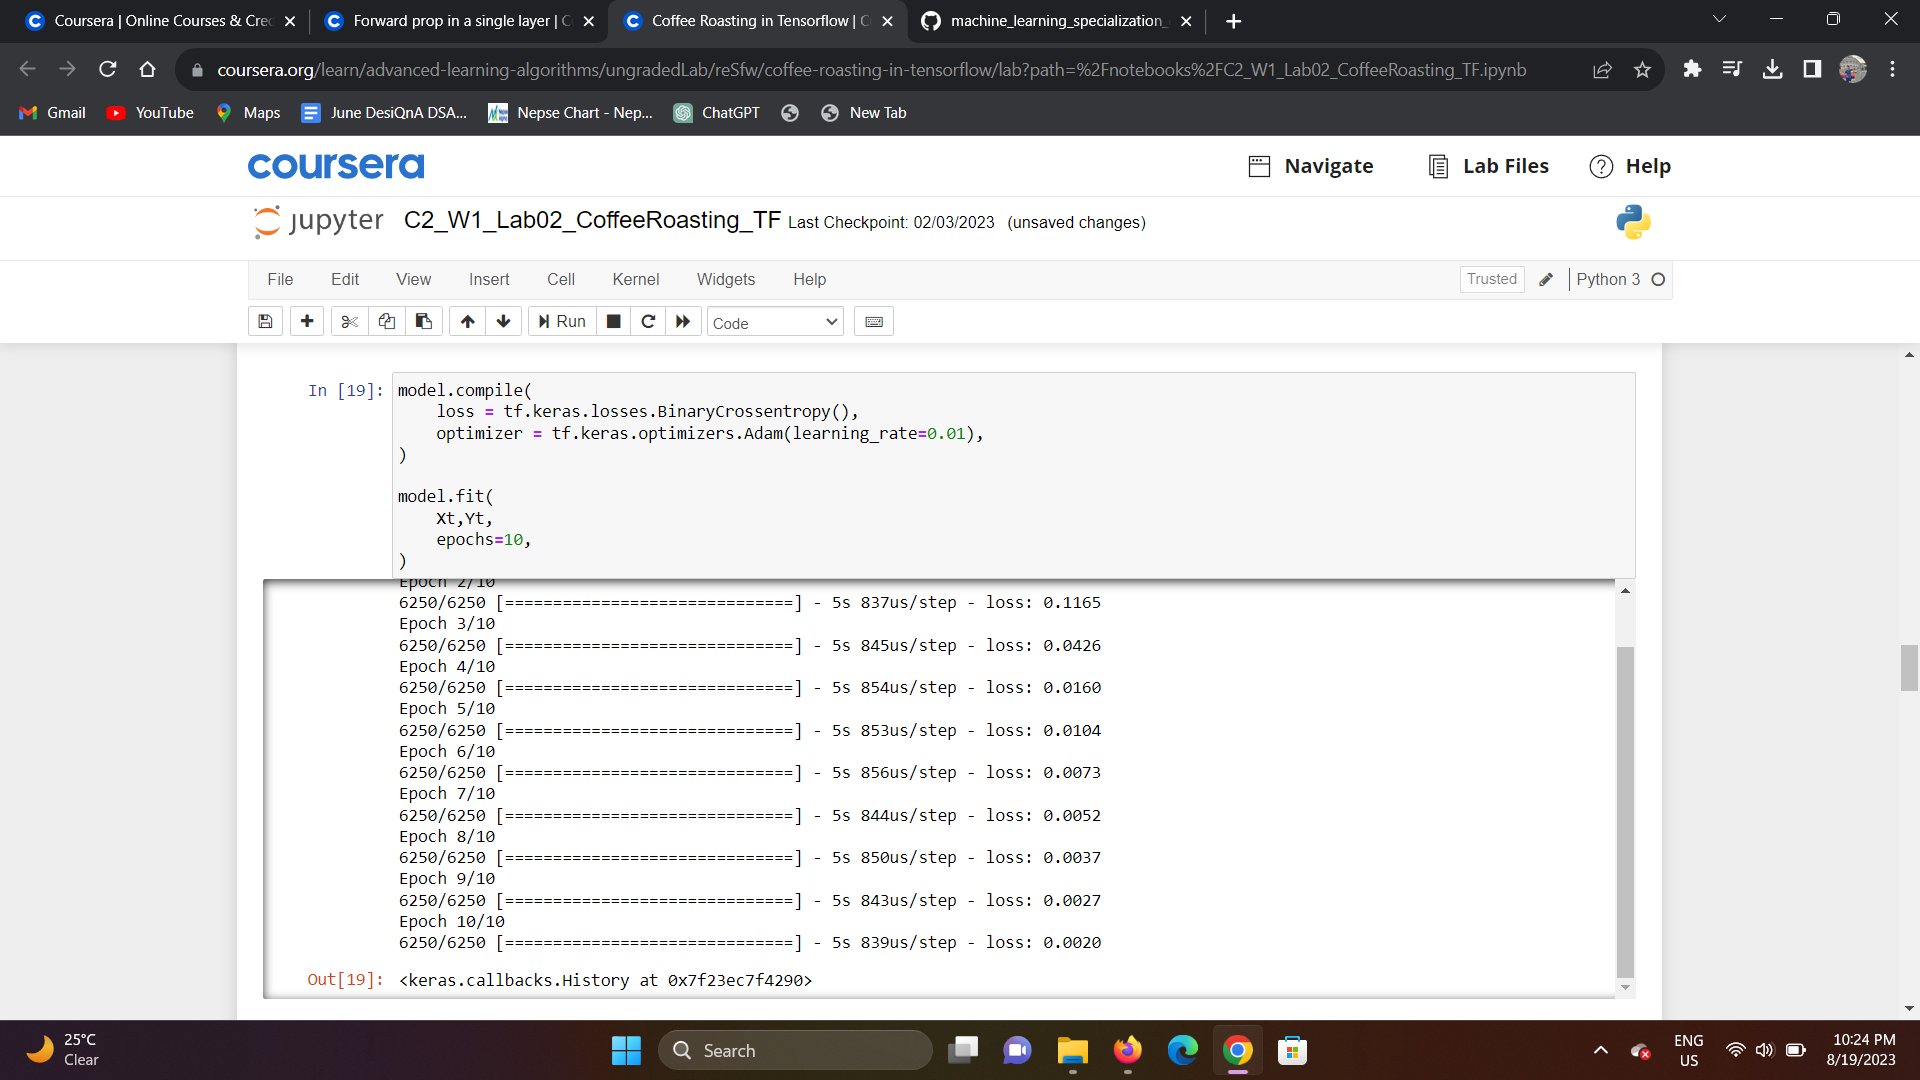 Coursera | Online Courses & Cre
Forward prop in a single layer | C
Coffee Roasting in Tensorflow | C
machine_learning_specialization_
coursera.org/learn/advanced-learning-algorithms/ungradedLab/reSfw/coffee-roasting-in-tensorflow/lab?path=%2Fnotebooks%2FC2_W1_Lab02_CoffeeRoasting_TF.ipynb
Gmail YouTube Maps June DesiQnA DSA... Nepse Chart - Nep... ChatGPT New Tab
coursera
Navigate Lab Files Help
jupyter C2_W1_Lab02_CoffeeRoasting_TF Last Checkpoint: 02/03/2023 (unsaved changes)
File Edit View Insert Cell Kernel Widgets Help Trusted Python 3
Run Code
In [19]: model.compile(
loss = tf.keras.losses.BinaryCrossentropy(),
optimizer = tf.keras.optimizers.Adam(learning_rate=0.01),
)
model.fit(
Xt,Yt,
epochs=10,
)
Epoch 2/10
6250/6250 [==============================] - 5s 837us/step - loss: 0.1165
Epoch 3/10
6250/6250 [==============================] - 5s 845us/step - loss: 0.0426
Epoch 4/10
6250/6250 [==============================] - 5s 854us/step - loss: 0.0160
Epoch 5/10
6250/6250 [==============================] - 5s 853us/step - loss: 0.0104
Epoch 6/10
6250/6250 [==============================] - 5s 856us/step - loss: 0.0073
Epoch 7/10
6250/6250 [==============================] - 5s 844us/step - loss: 0.0052
Epoch 8/10
6250/6250 [==============================] - 5s 850us/step - loss: 0.0037
Epoch 9/10
6250/6250 [==============================] - 5s 843us/step - loss: 0.0027
Epoch 10/10
6250/6250 [==============================] - 5s 839us/step - loss: 0.0020
Out[19]: <keras.callbacks.History at 0x7f23ec7f4290>
25°C
Clear
Search
ENG
US
10:24 PM
8/19/2023